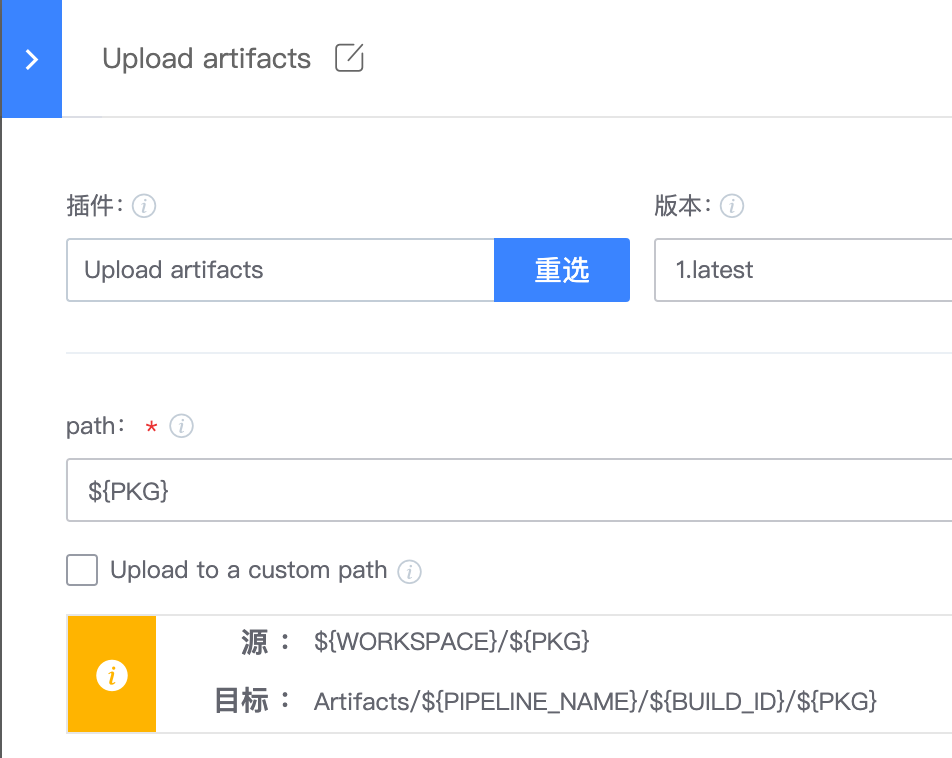 Upload artifacts
插件：
版本：
Upload artifacts
重选
1.latest
path： *
${PKG}
Upload to a custom path
源 ： ${WORKSPACE}/${PKG}
目标 ： Artifacts/${PIPELINE_NAME}/${BUILD_ID}/${PKG}